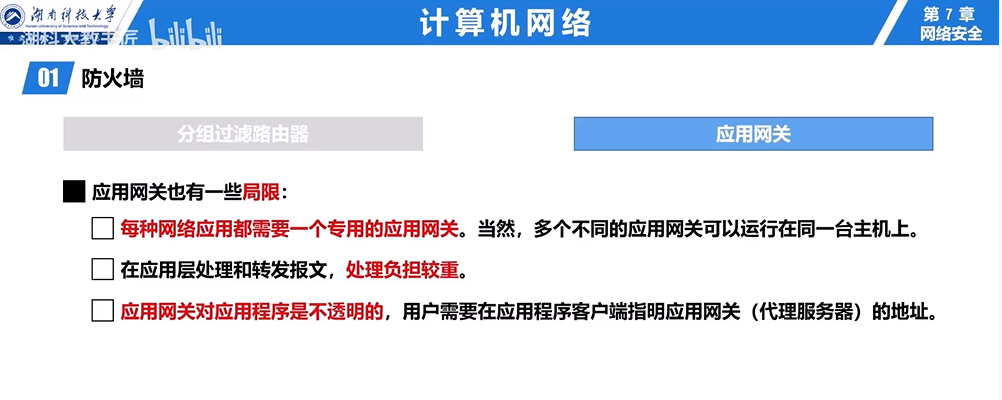 湖南科技大学
Hunan University of Science and Technology
湖科大教书匠 bilibili
计算机网络
第 7 章
网络安全
01 防火墙
分组过滤路由器
应用网关
应用网关也有一些局限：
每种网络应用都需要一个专用的应用网关。当然，多个不同的应用网关可以运行在同一台主机上。
在应用层处理和转发报文，处理负担较重。
应用网关对应用程序是不透明的，用户需要在应用程序客户端指明应用网关（代理服务器）的地址。